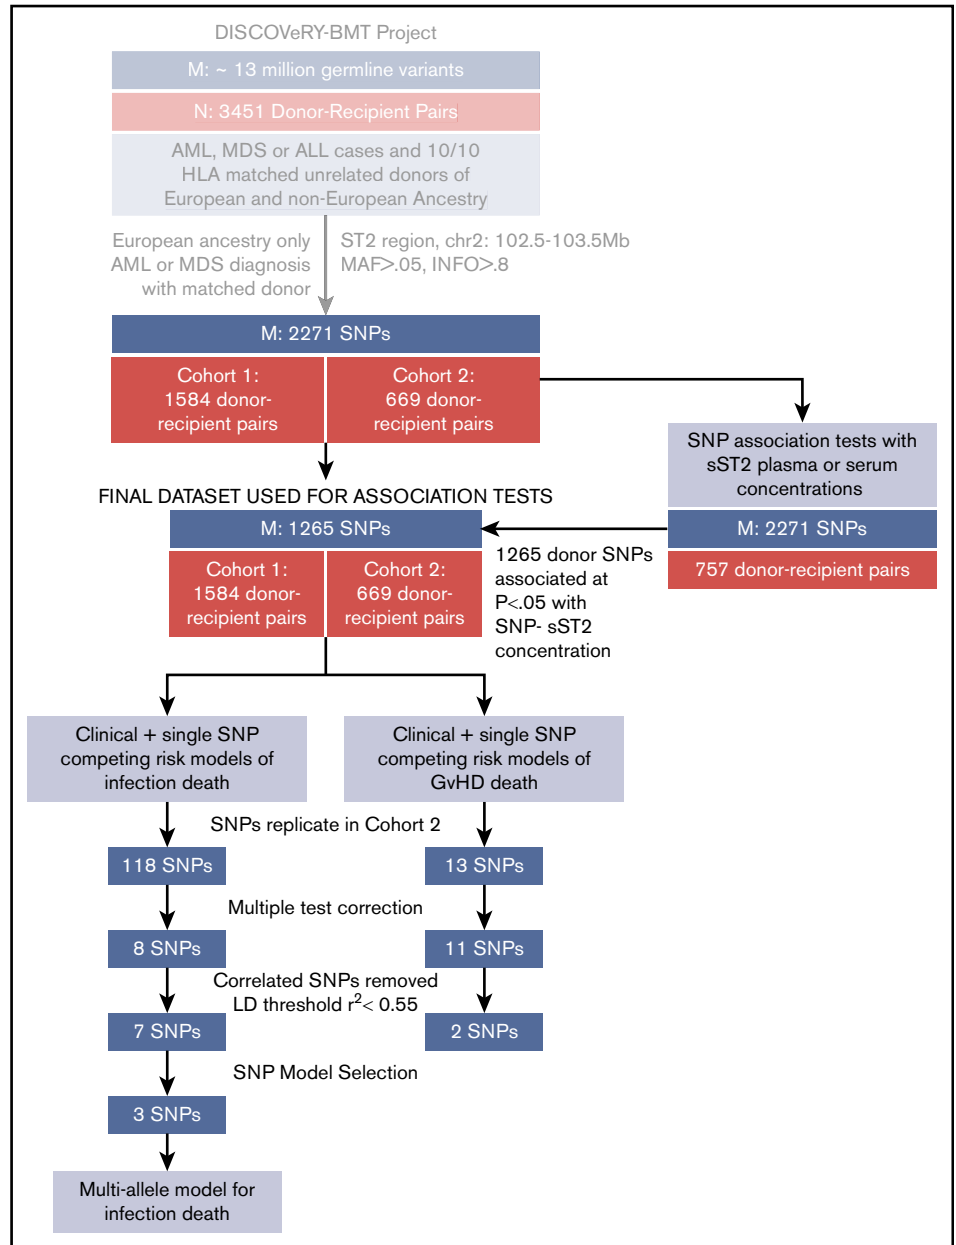 DISCOVeRY-BMT Project
M: ~ 13 million germline variants
N: 3451 Donor-Recipient Pairs
AML, MDS or ALL cases and 10/10
HLA matched unrelated donors of
European and non-European Ancestry
European ancestry only
AML or MDS diagnosis
with matched donor
ST2 region, chr2: 102.5-103.5Mb
MAF>.05, INFO>.8
M: 2271 SNPs
Cohort 1:
1584 donor-
recipient pairs
Cohort 2:
669 donor-
recipient pairs
SNP association tests with
sST2 plasma or serum
concentrations
M: 2271 SNPs
757 donor-recipient pairs
1265 donor SNPs
associated at
P<.05 with
SNP- sST2
concentration
FINAL DATASET USED FOR ASSOCIATION TESTS
M: 1265 SNPs
Cohort 1:
1584 donor-
recipient pairs
Cohort 2:
669 donor-
recipient pairs
Clinical + single SNP
competing risk models of
infection death
Clinical + single SNP
competing risk models of
GvHD death
SNPs replicate in Cohort 2
118 SNPs
13 SNPs
Multiple test correction
8 SNPs
11 SNPs
Correlated SNPs removed
LD threshold r²< 0.55
7 SNPs
2 SNPs
SNP Model Selection
3 SNPs
Multi-allele model for
infection death